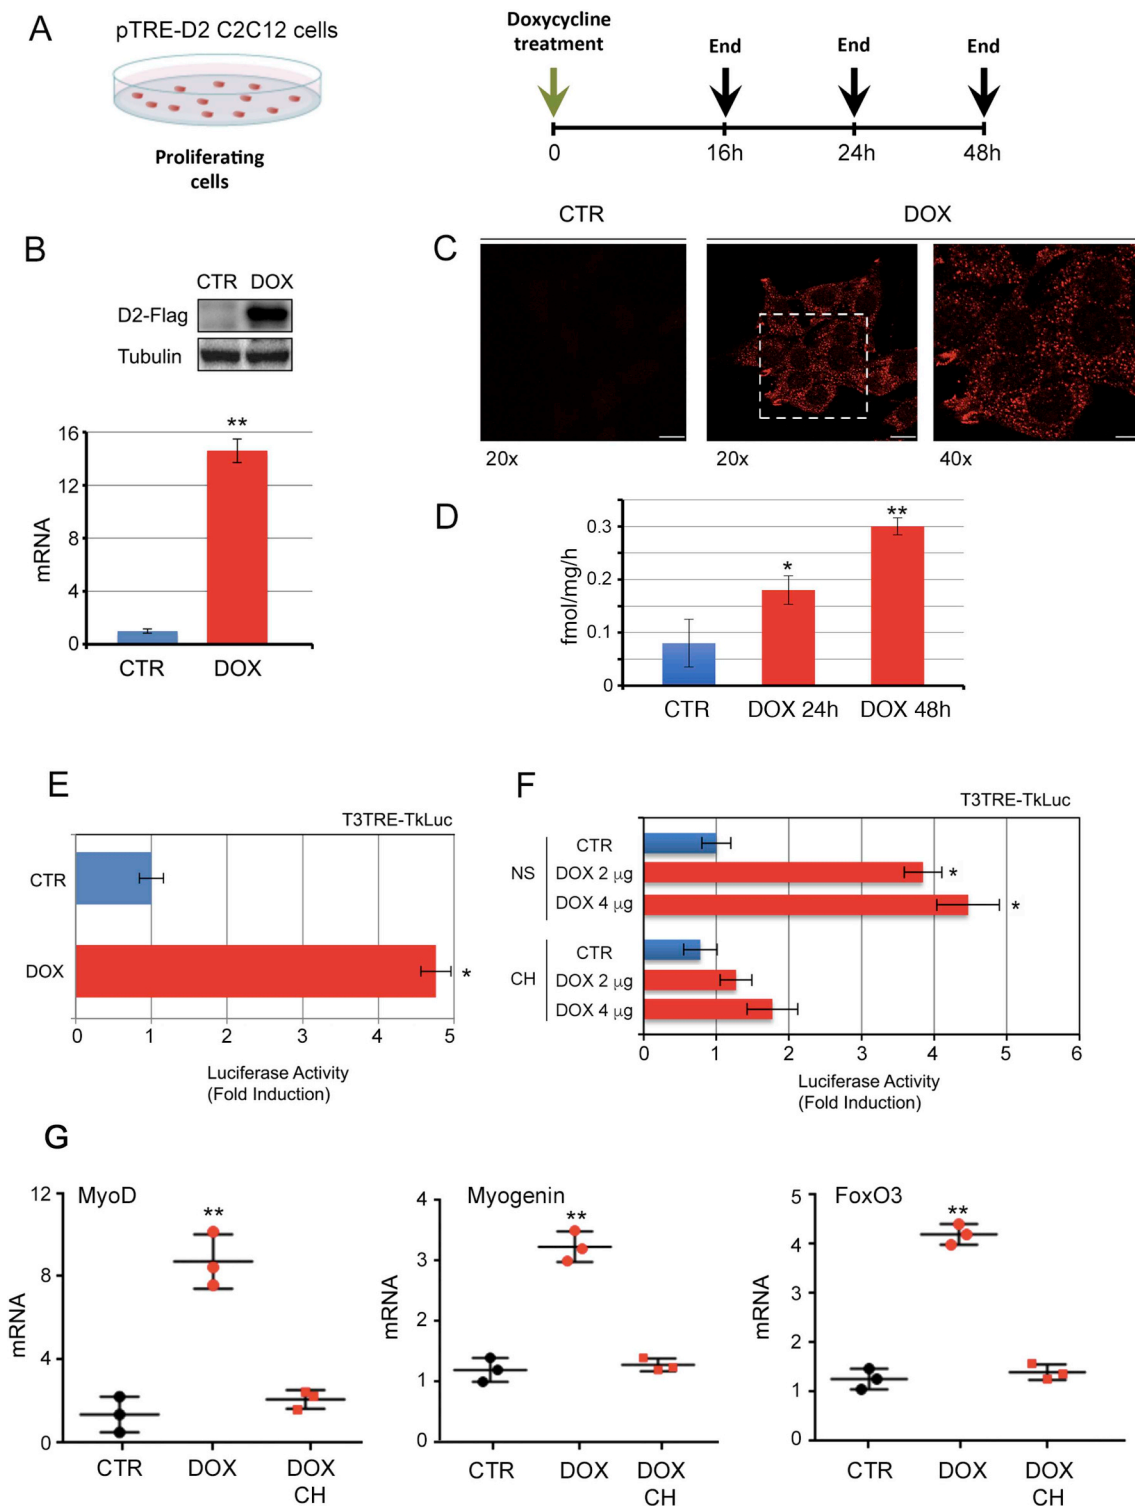 A
pTRE-D2 C2C12 cells
Proliferating
cells
Doxycycline
treatment
End
End
End
0
16h
24h
48h
B
CTR DOX
D2-Flag
Tubulin
16
12
8
4
0
mRNA
**
CTR
DOX
C
CTR
DOX
20x
20x
40x
D
0.3
0.2
0.1
0
fmol/mg/h
*
**
CTR
DOX 24h
DOX 48h
E
T3TRE-TkLuc
CTR
DOX
*
0 1 2 3 4 5
Luciferase Activity
(Fold Induction)
F
T3TRE-TkLuc
NS
CTR
DOX 2 μg
*
DOX 4 μg
*
CH
CTR
DOX 2 μg
DOX 4 μg
0 1 2 3 4 5 6
Luciferase Activity
(Fold Induction)
G
MyoD
12
8
4
0
mRNA
**
CTR
DOX
DOX
CH
Myogenin
4
3
2
1
0
mRNA
**
CTR
DOX
DOX
CH
FoxO3
5
4
3
2
1
0
mRNA
**
CTR
DOX
DOX
CH